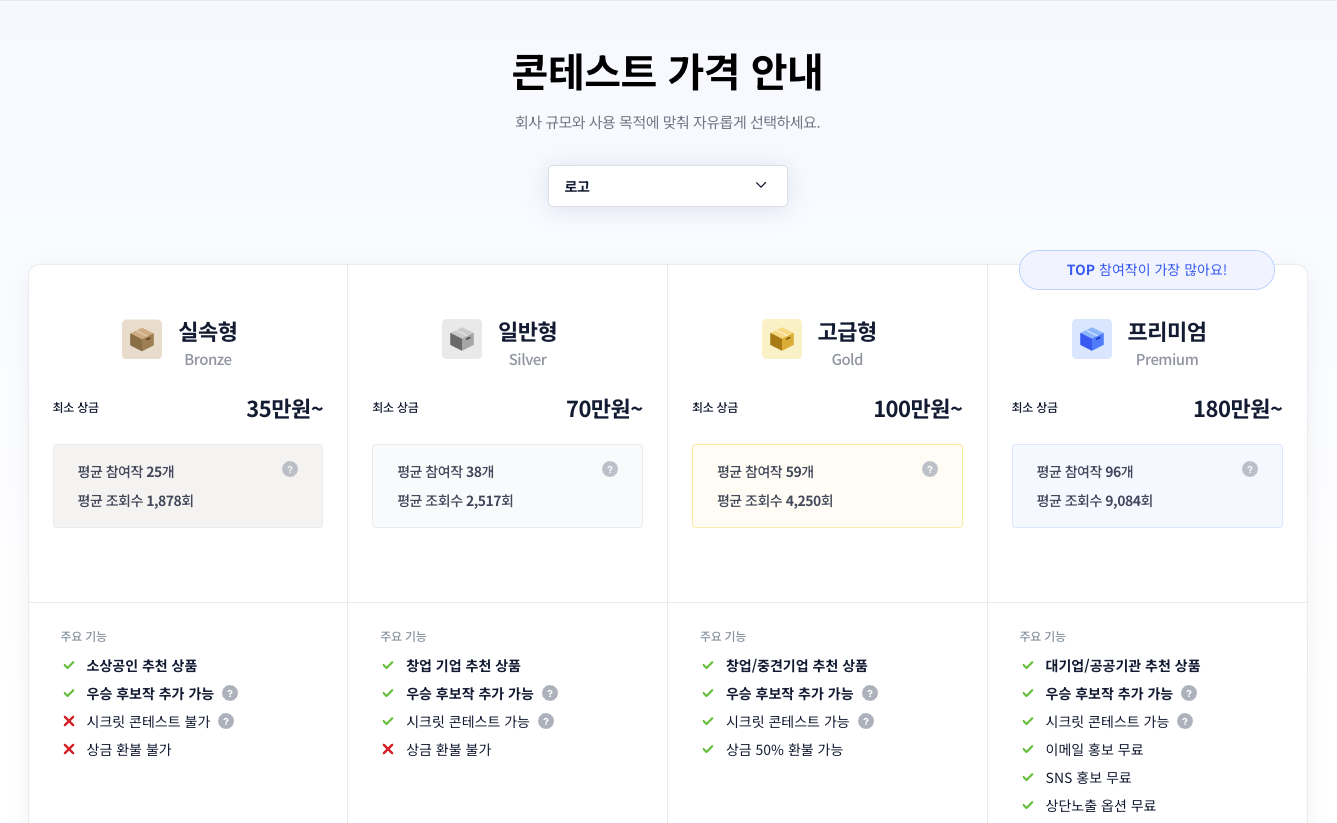 콘테스트 가격 안내
회사 규모와 사용 목적에 맞춰 자유롭게 선택하세요.
로고
TOP 참여작이 가장 많아요!
실속형
Bronze
최소 상금 35만원~
평균 참여작 25개
평균 조회수 1,878회
주요 기능
소상공인 추천 상품
우승 후보작 추가 가능 ?
시크릿 콘테스트 불가 ?
상금 환불 불가
일반형
Silver
최소 상금 70만원~
평균 참여작 38개
평균 조회수 2,517회
주요 기능
창업 기업 추천 상품
우승 후보작 추가 가능 ?
시크릿 콘테스트 가능 ?
상금 환불 불가
고급형
Gold
최소 상금 100만원~
평균 참여작 59개
평균 조회수 4,250회
주요 기능
창업/중견기업 추천 상품
우승 후보작 추가 가능 ?
시크릿 콘테스트 가능 ?
상금 50% 환불 가능
프리미엄
Premium
최소 상금 180만원~
평균 참여작 96개
평균 조회수 9,084회
주요 기능
대기업/공공기관 추천 상품
우승 후보작 추가 가능 ?
시크릿 콘테스트 가능 ?
이메일 홍보 무료
SNS 홍보 무료
상단노출 옵션 무료